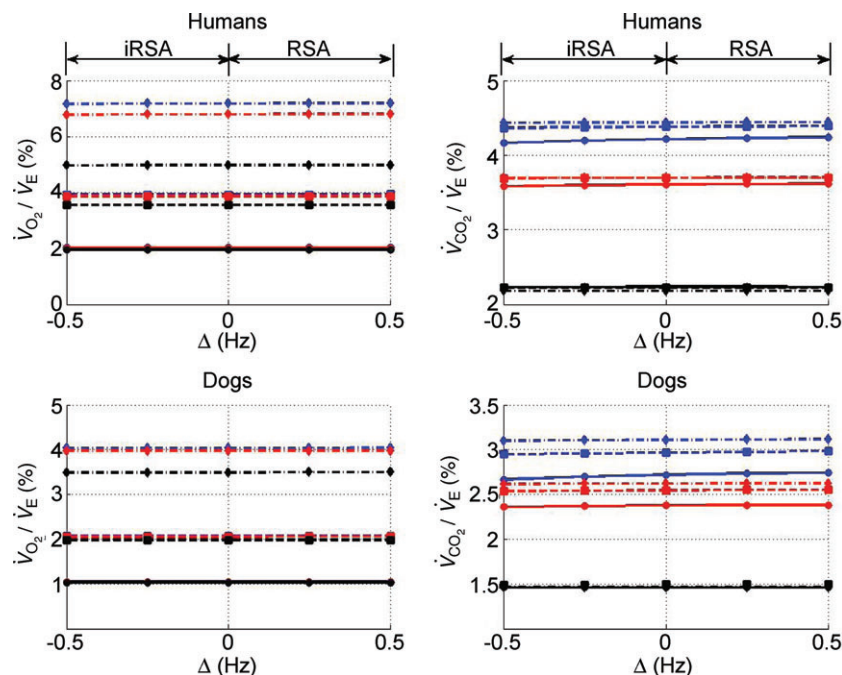 Humans
iRSA RSA
8
6
4
2
0
V̇O₂ / V̇E (%)
-0.5 0 0.5
Δ (Hz)
Humans
iRSA RSA
5
4
3
2
V̇CO₂ / V̇E (%)
-0.5 0 0.5
Δ (Hz)
Dogs
5
4
3
2
1
V̇O₂ / V̇E (%)
-0.5 0 0.5
Δ (Hz)
Dogs
3.5
3
2.5
2
1.5
1
V̇CO₂ / V̇E (%)
-0.5 0 0.5
Δ (Hz)